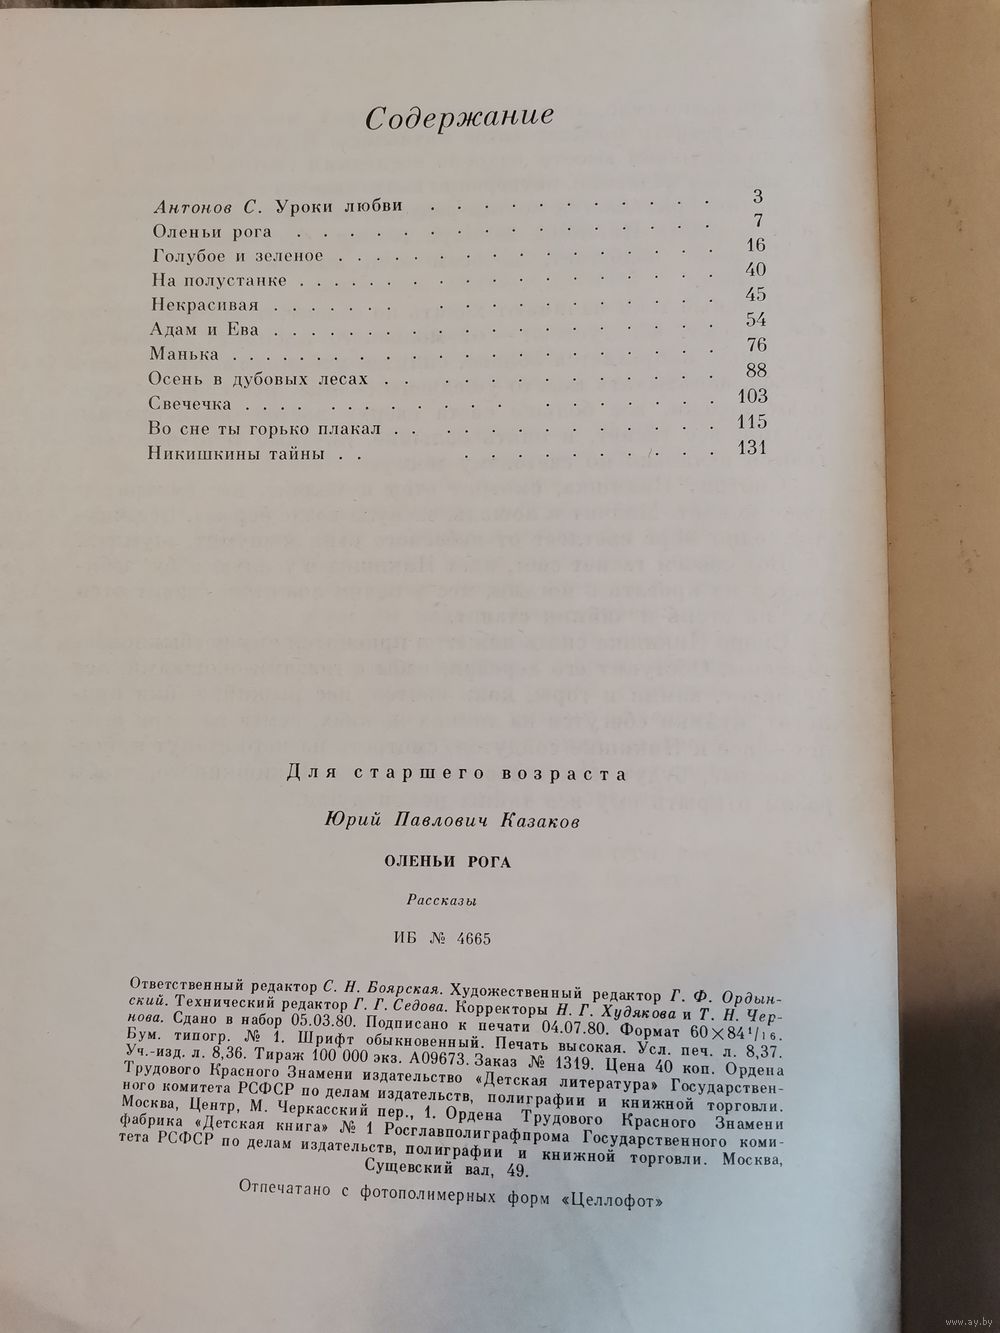 Содержание
Антонов С. Уроки любви . . . . . . . . . . . 3
Оленьи рога . . . . . . . . . . . . . . . . 7
Голубое и зеленое . . . . . . . . . . . . . . . 16
На полустанке . . . . . . . . . . . . . . . . 40
Некрасивая . . . . . . . . . . . . . . . . 45
Адам и Ева . . . . . . . . . . . . . . . . . 54
Манька . . . . . . . . . . . . . . . . . . . 76
Осень в дубовых лесах . . . . . . . . . . . . . 88
Свечечка . . . . . . . . . . . . . . . . . 103
Во сне ты горько плакал . . . . . . . . . . . . . 115
Никишкины тайны . . . . . . . . . . . . 131
Для старшего возраста
Юрий Павлович Казаков
ОЛЕНЬИ РОГА
Рассказы
ИБ № 4665
Ответственный редактор С. Н. Боярская. Художественный редактор Г. Ф. Ордын-
ский. Технический редактор Г. Г. Седова. Корректоры Н. Г. Худякова и Т. Н. Чер-
нова. Сдано в набор 05.03.80. Подписано к печати 04.07.80. Формат 60×84¹/₁₆.
Бум. типогр. № 1. Шрифт обыкновенный. Печать высокая. Усл. печ. л. 8,37.
Уч.-изд. л. 8,36. Тираж 100 000 экз. А09673. Заказ № 1319. Цена 40 коп. Ордена
Трудового Красного Знамени издательство «Детская литература» Государствен-
ного комитета РСФСР по делам издательств, полиграфии и книжной торговли.
Москва, Центр, М. Черкасский пер., 1. Ордена Трудового Красного Знамени
фабрика «Детская книга» № 1 Росглавполиграфпрома Государственного коми-
тета РСФСР по делам издательств, полиграфии и книжной торговли. Москва,
Сущевский вал, 49.
Отпечатано с фотополимерных форм «Целлофот»
www.ay.by